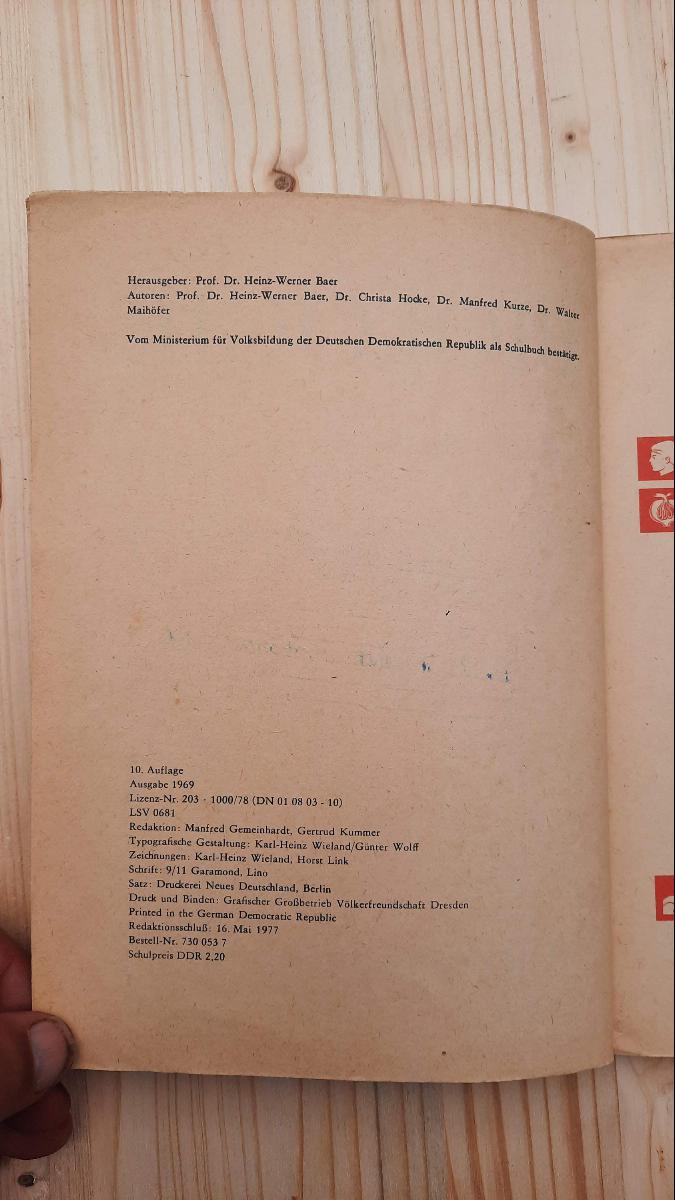 Herausgeber: Prof. Dr. Heinz-Werner Baer
Autoren: Prof. Dr. Heinz-Werner Baer, Dr. Christa Hocke, Dr. Manfred Kurze, Dr. Walter
Maihöfer
Vom Ministerium für Volksbildung der Deutschen Demokratischen Republik als Schulbuch bestätigt.
10. Auflage
Ausgabe 1969
Lizenz-Nr. 203 · 1000/78 (DN 01 08 03 - 10)
LSV 0681
Redaktion: Manfred Gemeinhardt, Gertrud Kummer
Typografische Gestaltung: Karl-Heinz Wieland/Günter Wolff
Zeichnungen: Karl-Heinz Wieland, Horst Link
Schrift: 9/11 Garamond, Lino
Satz: Druckerei Neues Deutschland, Berlin
Druck und Binden: Grafischer Großbetrieb Völkerfreundschaft Dresden
Printed in the German Democratic Republic
Redaktionsschluß: 16. Mai 1977
Bestell-Nr. 730 053 7
Schulpreis DDR 2,20